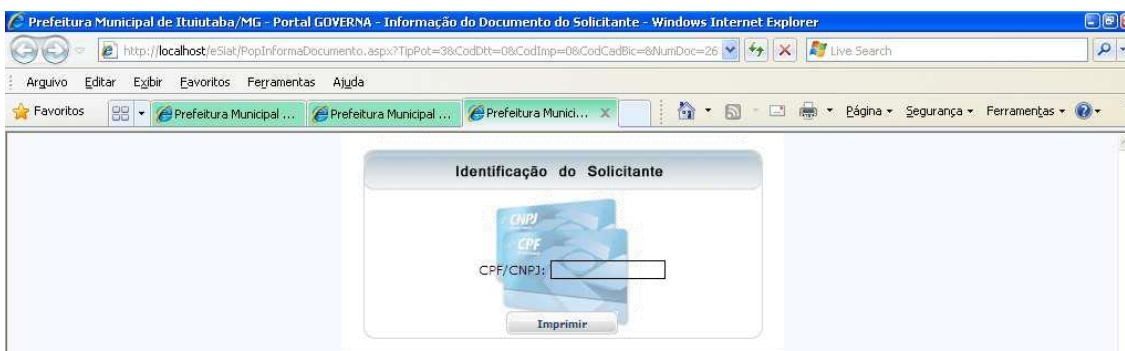 Prefeitura Municipal de Ituiutaba/MG - Portal GOVERNA - Informação do Documento do Solicitante - Windows Internet Explorer
http://localhost/eSiat/PopInformaDocumento.aspx?TipPot=3&CodDtt=0&CodImp=0&CodCadBic=&NumDoc=26 Live Search
Arquivo Editar Exibir Favoritos Ferramentas Ajuda
Favoritos Prefeitura Municipal ... Prefeitura Municipal ... Prefeitura Munici... X Página Segurança Ferramentas
Identificação do Solicitante
CNPJ
CPF
CPF/CNPJ:
Imprimir